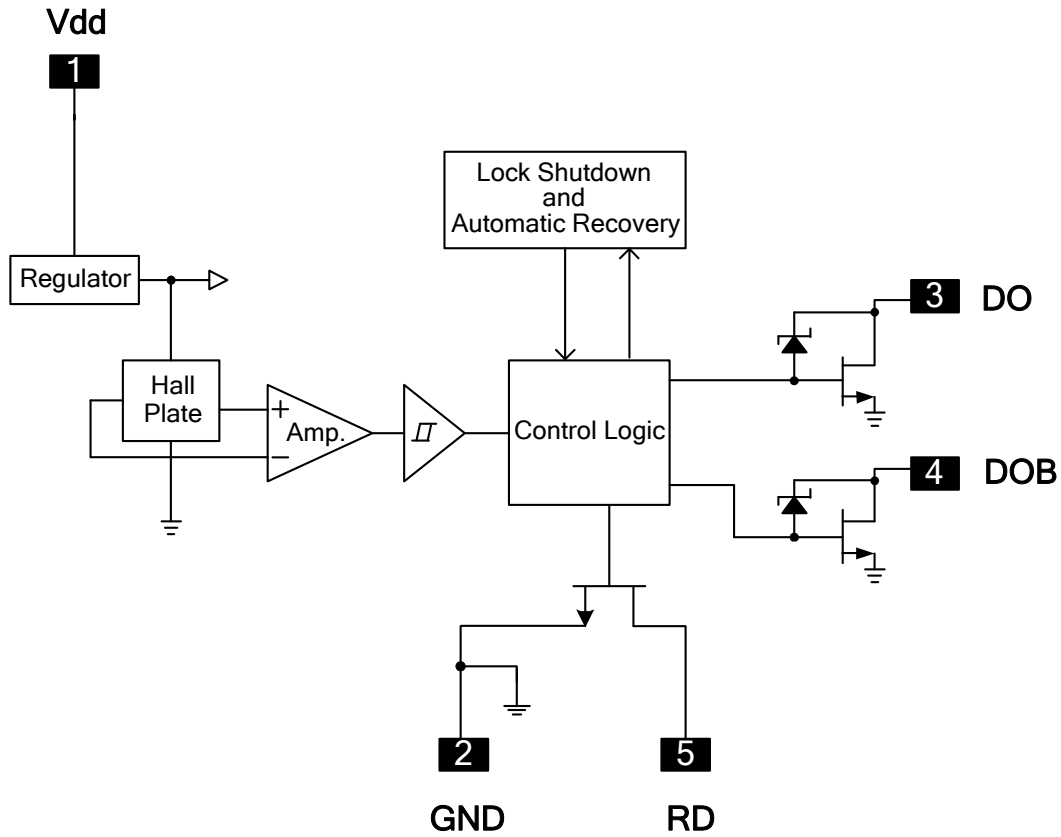 Vdd
1
Lock Shutdown
and
Automatic Recovery
Regulator
3 DO
Hall
Plate
+
Amp.
−
Control Logic
4 DOB
2
GND
5
RD